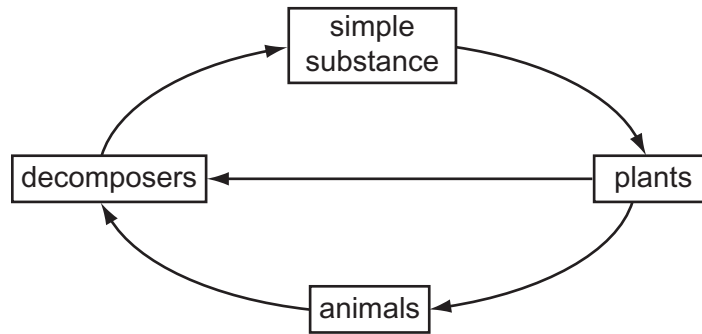 simple
substance
decomposers
plants
animals